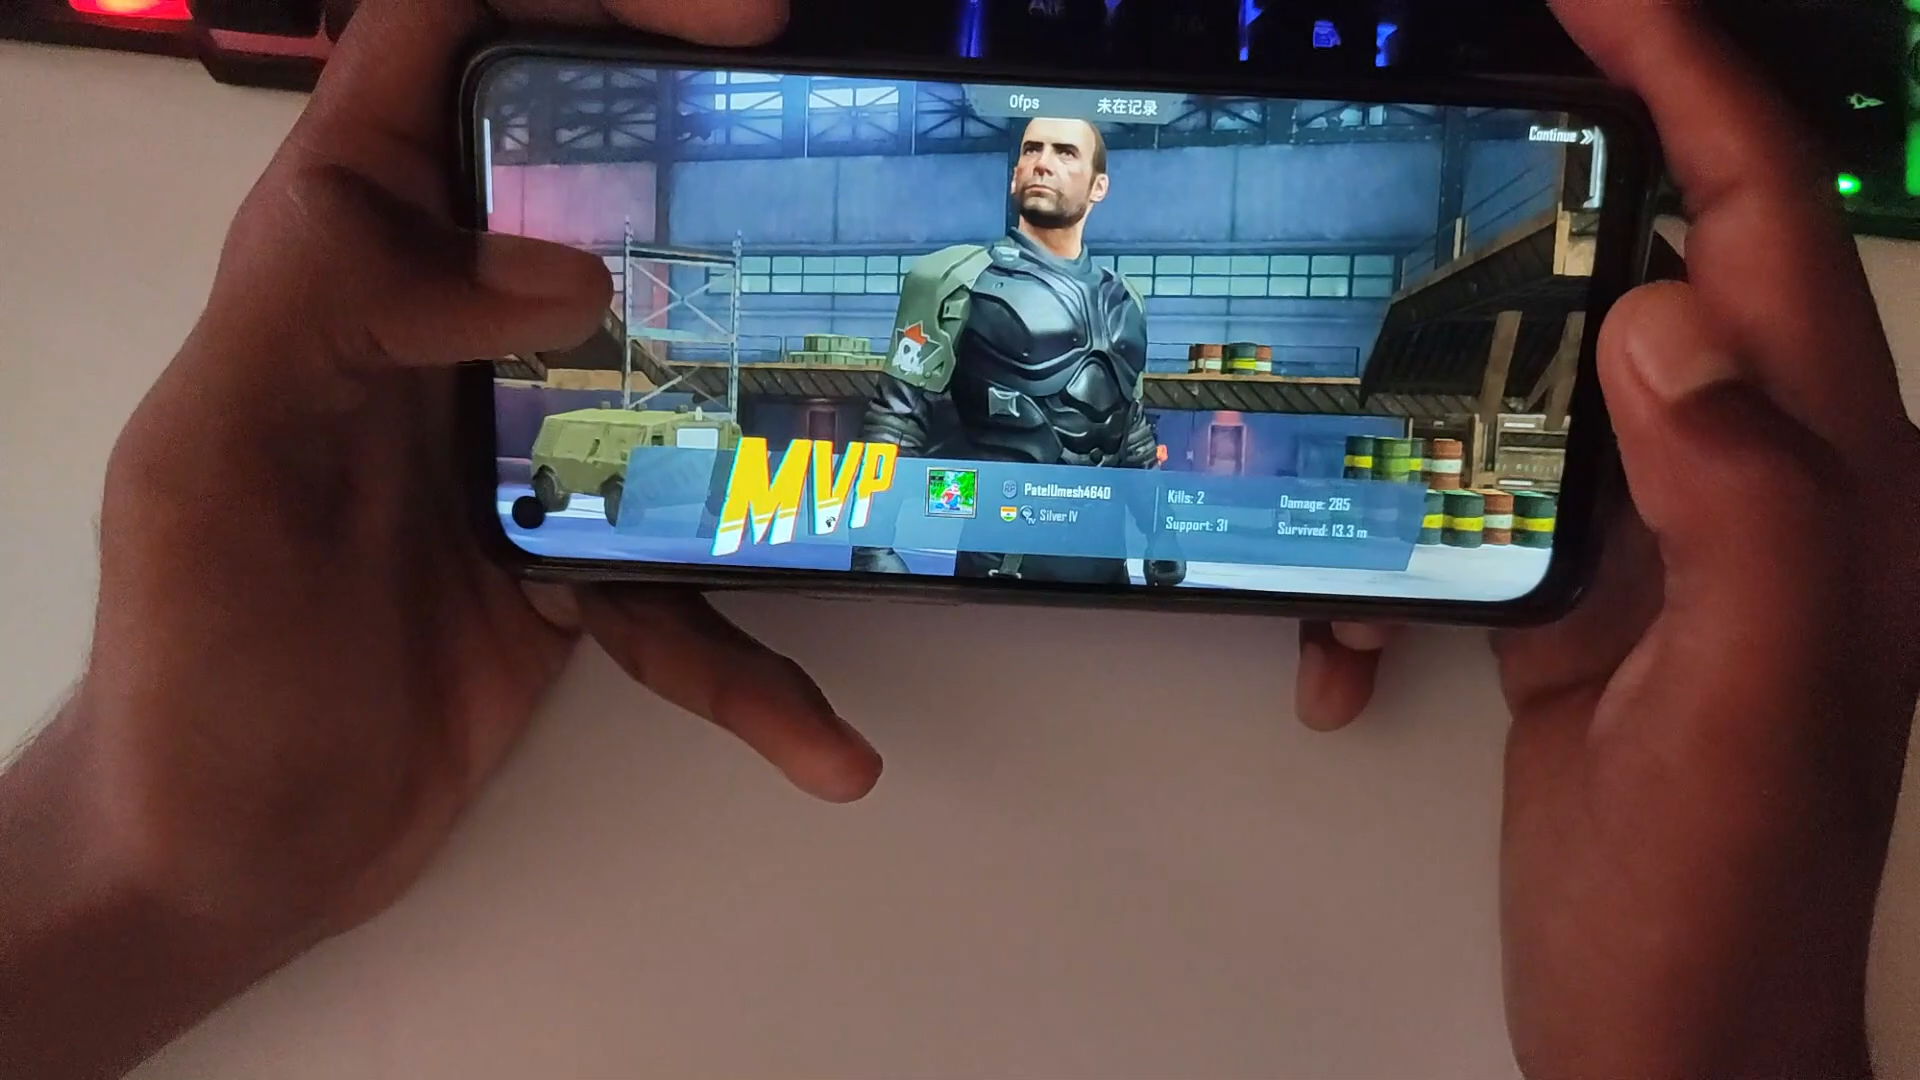 0fps 未在记录
Continue
MVP
PatelUmesh4640
Silver IV
Kills: 2
Damage: 285
Support: 31
Survived: 13.3 m